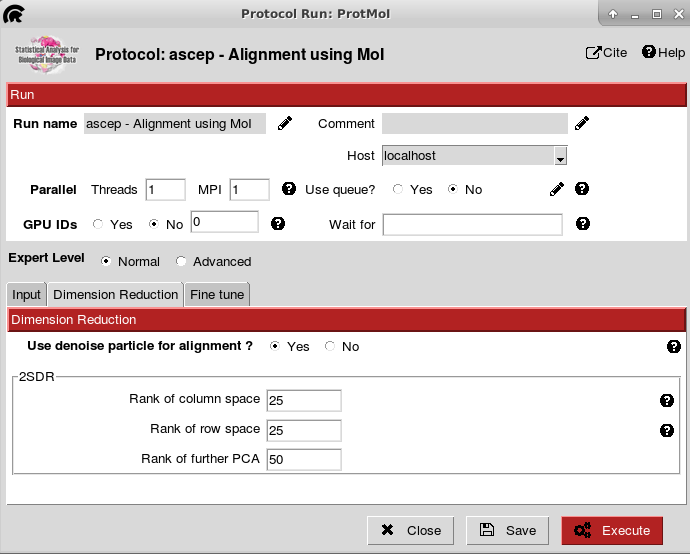 Protocol Run: ProtMol
Statistical Analysis for
Biological Image Data
Protocol: ascep - Alignment using MoI
Cite
Help
Run
Run name ascep - Alignment using MoI Comment
Host localhost
Parallel Threads 1 MPI 1 Use queue? Yes No
GPU IDs Yes No 0 Wait for
Expert Level Normal Advanced
Input Dimension Reduction Fine tune
Dimension Reduction
Use denoise particle for alignment ? Yes No
2SDR
Rank of column space 25
Rank of row space 25
Rank of further PCA 50
Close Save Execute